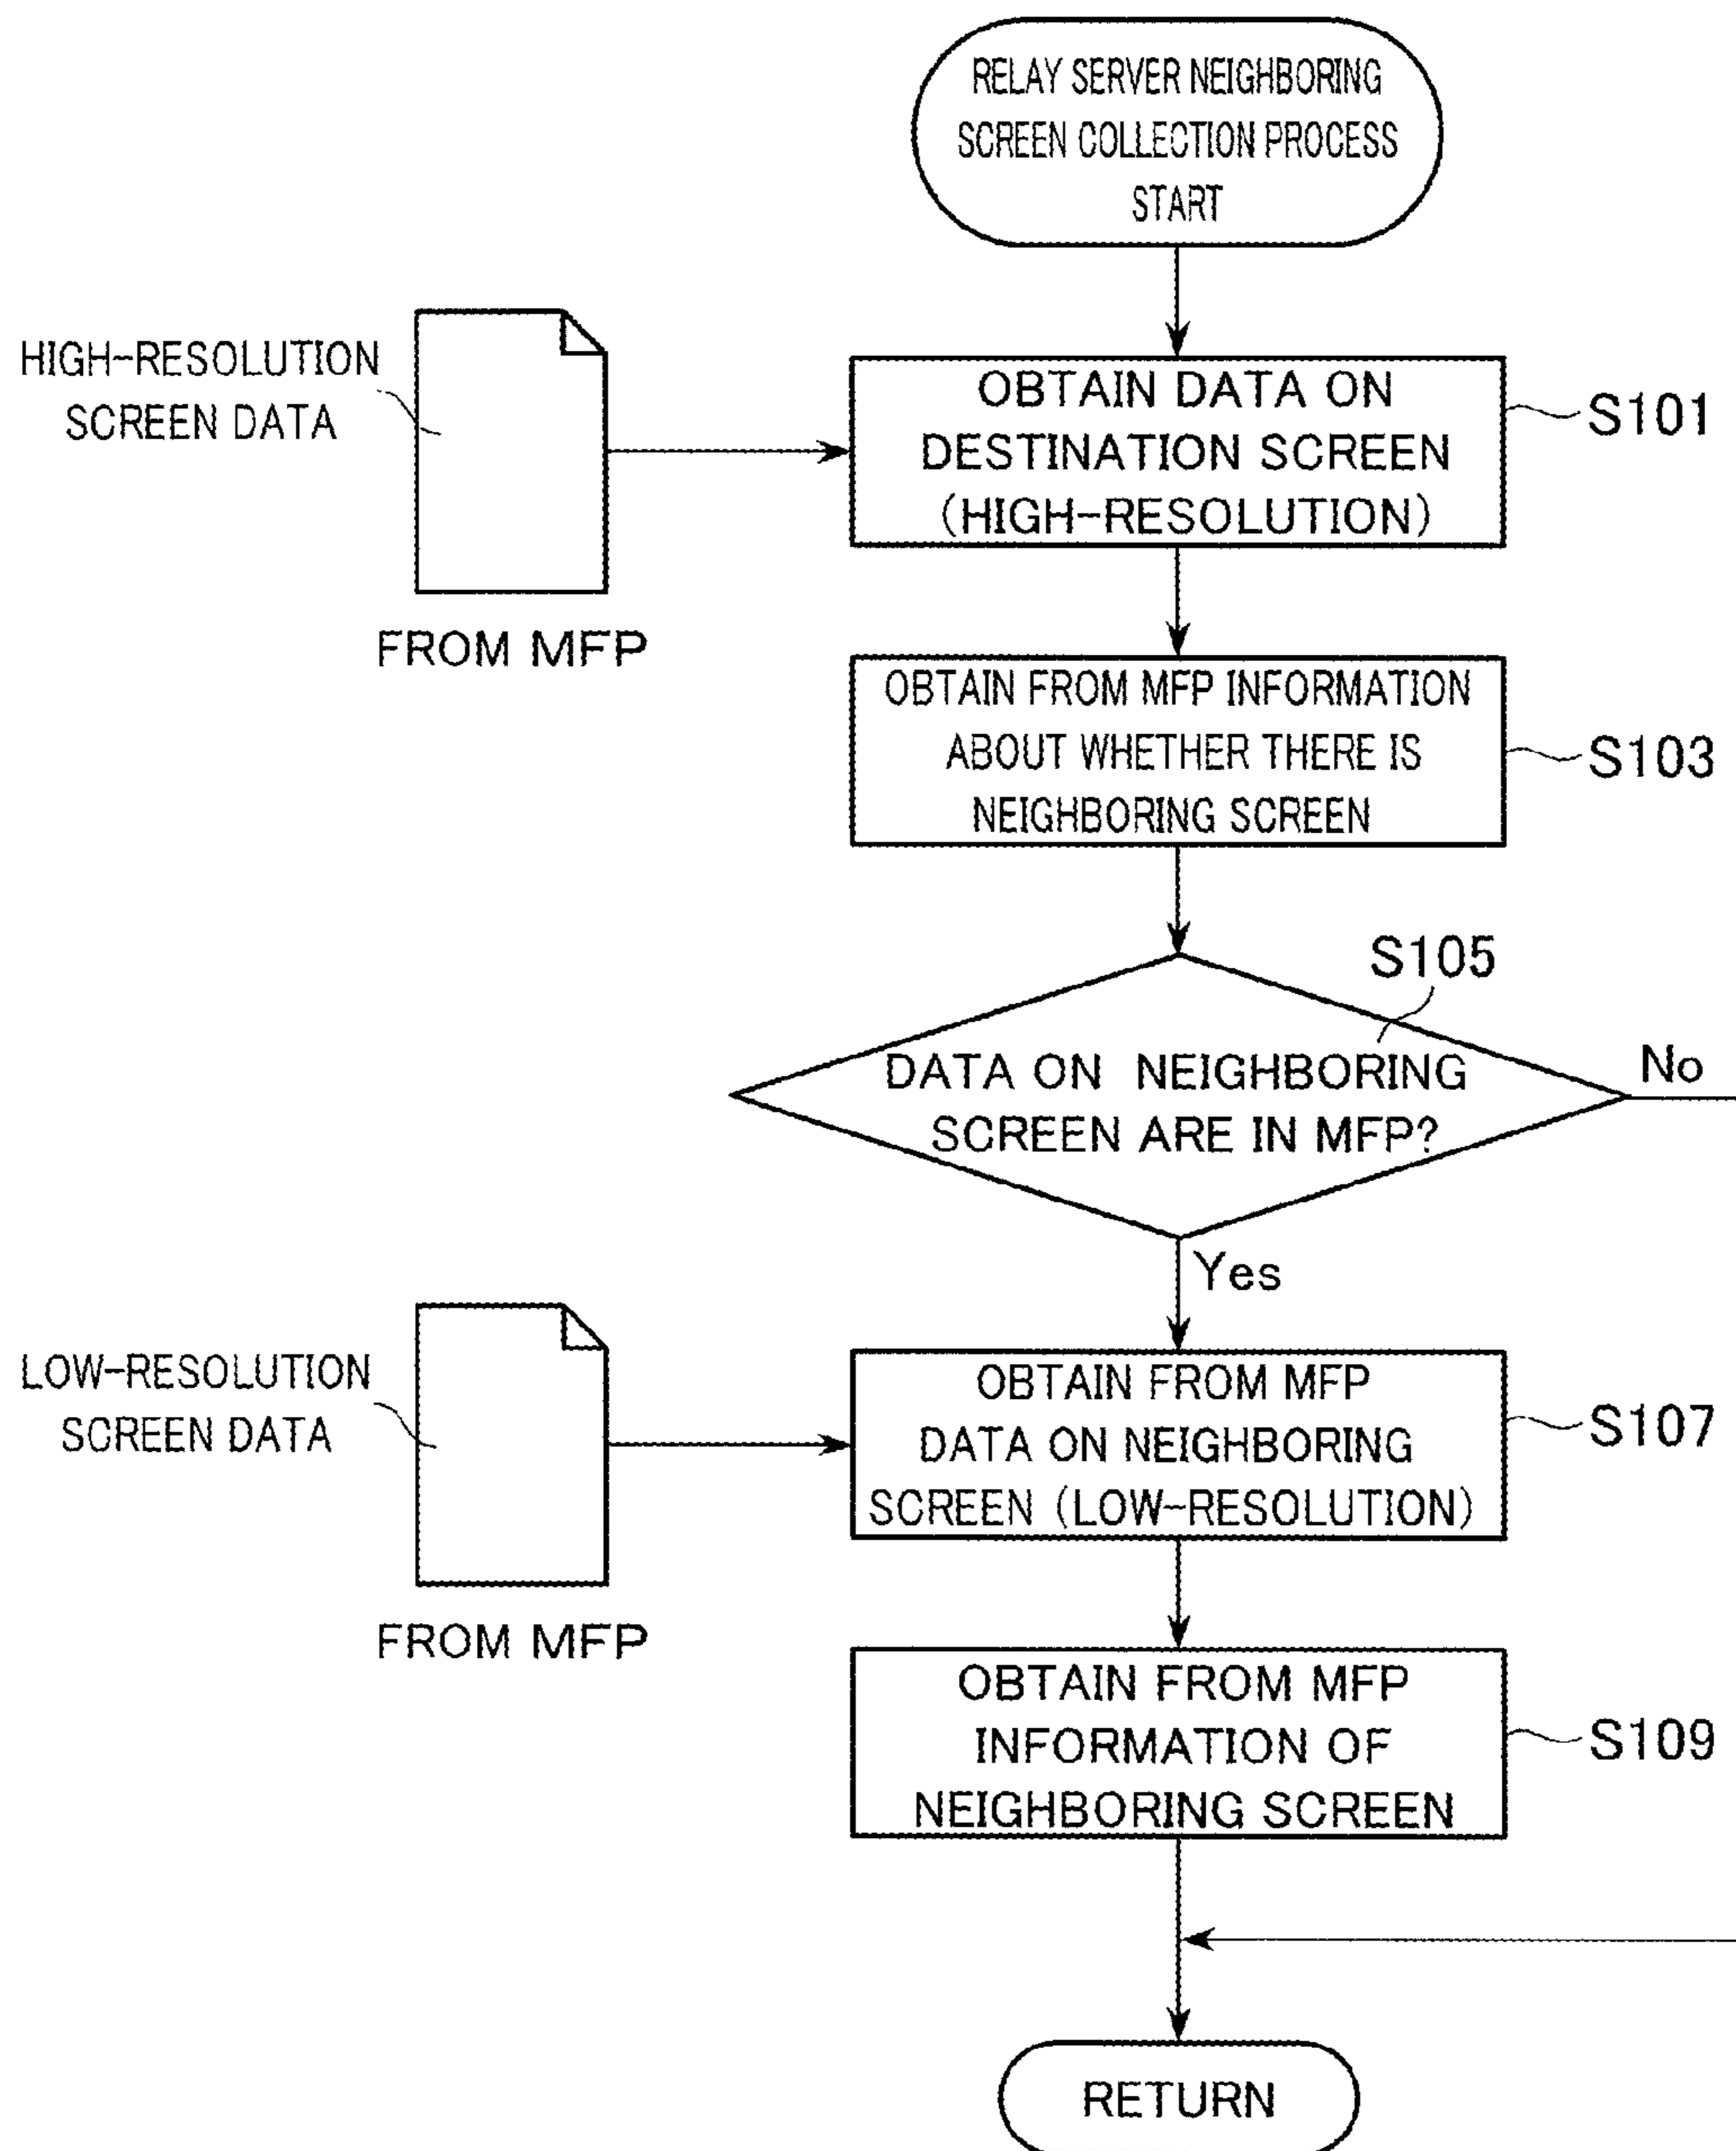 RELAY SERVER NEIGHBORING
SCREEN COLLECTION PROCESS
START
HIGH-RESOLUTION
SCREEN DATA
FROM MFP
OBTAIN DATA ON
DESTINATION SCREEN
(HIGH-RESOLUTION)
S101
OBTAIN FROM MFP INFORMATION
ABOUT WHETHER THERE IS
NEIGHBORING SCREEN
S103
S105
DATA ON NEIGHBORING
SCREEN ARE IN MFP?
No
Yes
LOW-RESOLUTION
SCREEN DATA
FROM MFP
OBTAIN FROM MFP
DATA ON NEIGHBORING
SCREEN (LOW-RESOLUTION)
S107
OBTAIN FROM MFP
INFORMATION OF
NEIGHBORING SCREEN
S109
RETURN